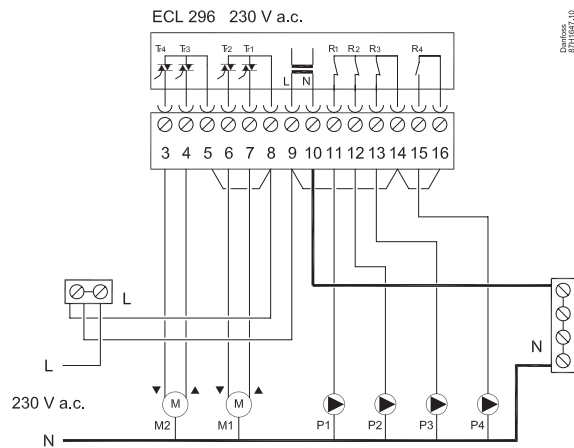 ECL 296 230 V a.c.
Danfoss
87H1647.10
Tr4 Tr3 Tr2 Tr1 R1 R2 R3 R4
L N
3 4 5 6 7 8 9 10 11 12 13 14 15 16
L
L
N
230 V a.c.
M M
M2 M1 P1 P2 P3 P4
N